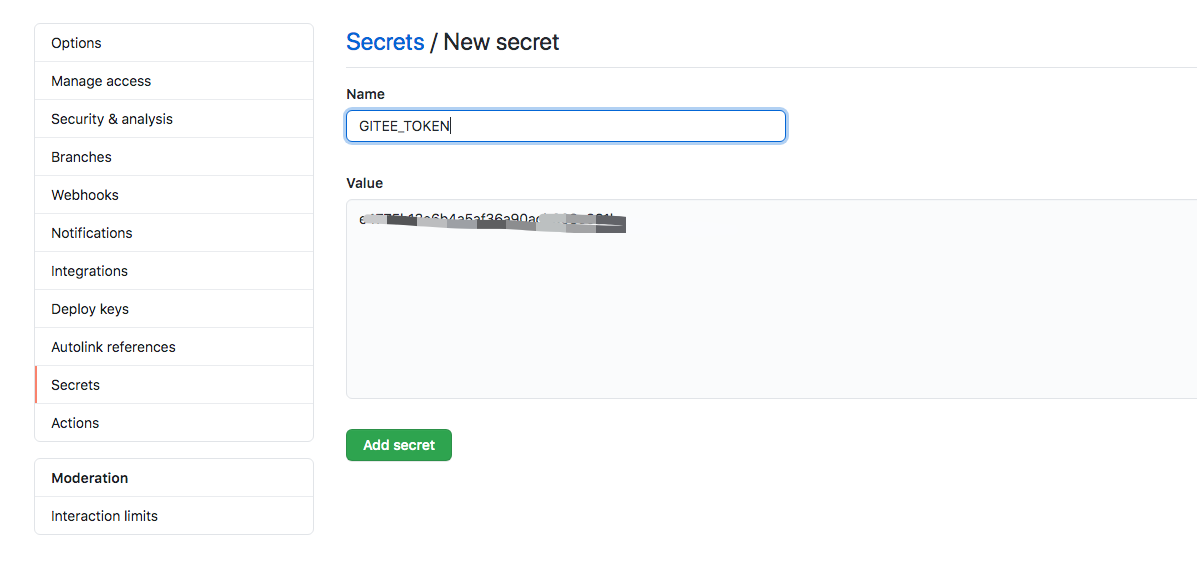 Options
Manage access
Security & analysis
Branches
Webhooks
Notifications
Integrations
Deploy keys
Autolink references
Secrets
Actions
Moderation
Interaction limits
Secrets / New secret
Name
GITEE_TOKEN
Value
Add secret